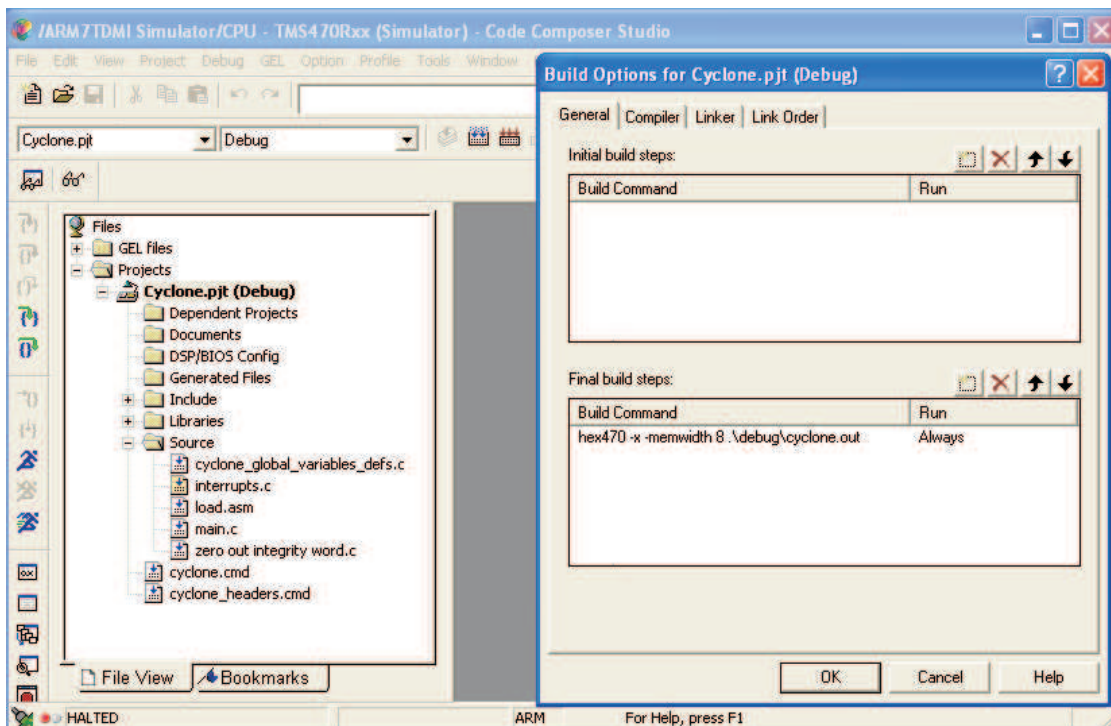 /ARM7TDMI Simulator/CPU - TMS470Rxx (Simulator) - Code Composer Studio
File Edit View Project Debug GEL Option Profile Tools Window
Cyclone.pjt Debug
Files
GEL files
Projects
Cyclone.pjt (Debug)
Dependent Projects
Documents
DSP/BIOS Config
Generated Files
Include
Libraries
Source
cyclone_global_variables_defs.c
interrupts.c
load.asm
main.c
zero out integrity word.c
cyclone.cmd
cyclone_headers.cmd
File View Bookmarks
HALTED ARM For Help, press F1
Build Options for Cyclone.pjt (Debug)
General Compiler Linker Link Order
Initial build steps:
Build Command Run
Final build steps:
Build Command Run
hex470 -x -memwidth 8 .\debug\cyclone.out Always
OK Cancel Help